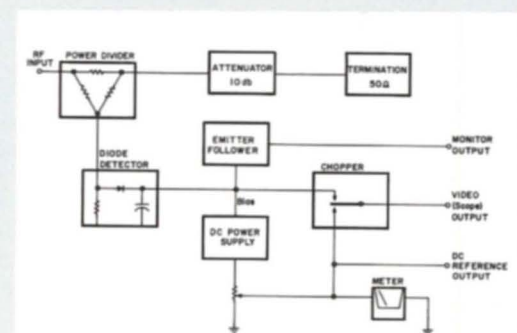 RF
INPUT
POWER DIVIDER
ATTENUATOR
10 db
TERMINATION
50Ω
EMITTER
FOLLOWER
MONITOR
OUTPUT
DIODE
DETECTOR
CHOPPER
Bias
VIDEO
(Scope)
OUTPUT
DC POWER
SUPPLY
DC
REFERENCE
OUTPUT
METER